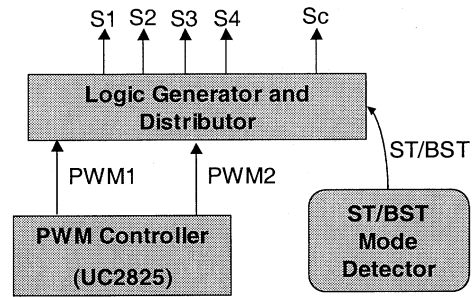 S1 S2 S3 S4 Sc
Logic Generator and
Distributor
ST/BST
PWM1 PWM2
PWM Controller
(UC2825)
ST/BST
Mode
Detector